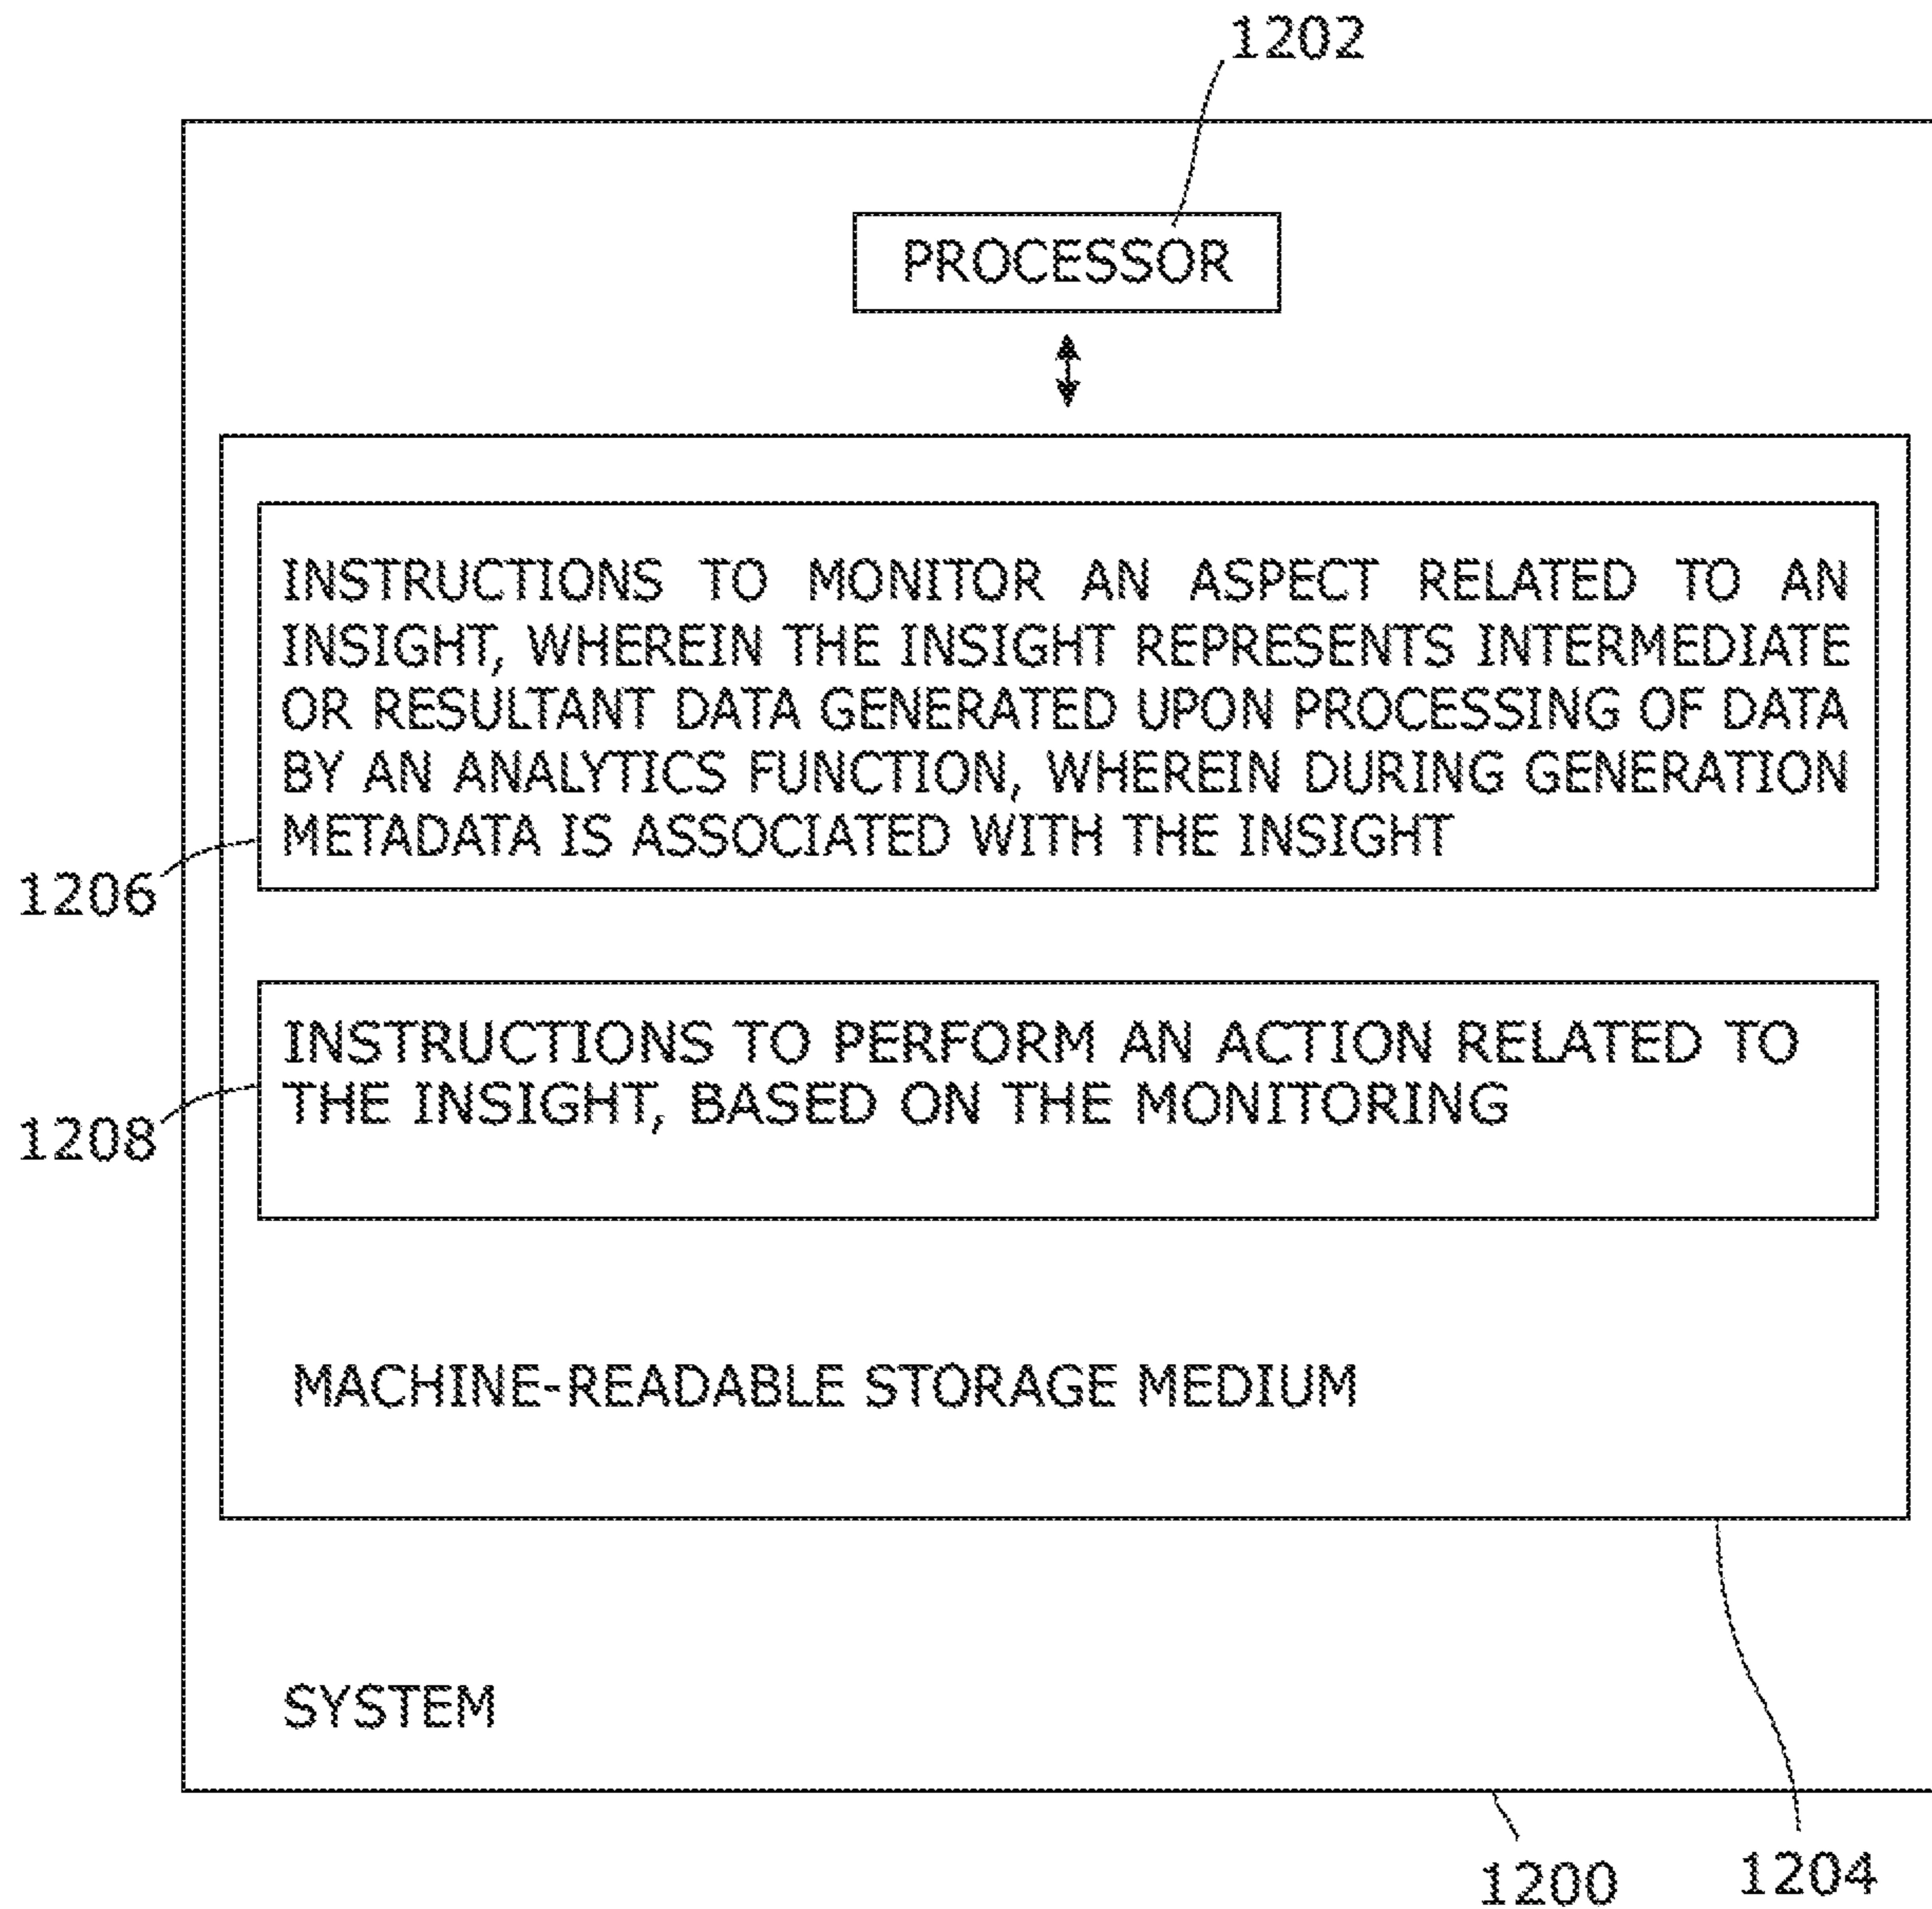 1202
PROCESSOR
INSTRUCTIONS TO MONITOR AN ASPECT RELATED TO AN
INSIGHT, WHEREIN THE INSIGHT REPRESENTS INTERMEDIATE
OR RESULTANT DATA GENERATED UPON PROCESSING OF DATA
BY AN ANALYTICS FUNCTION, WHEREIN DURING GENERATION
METADATA IS ASSOCIATED WITH THE INSIGHT
1206
INSTRUCTIONS TO PERFORM AN ACTION RELATED TO
THE INSIGHT, BASED ON THE MONITORING
1208
MACHINE-READABLE STORAGE MEDIUM
SYSTEM
1200
1204